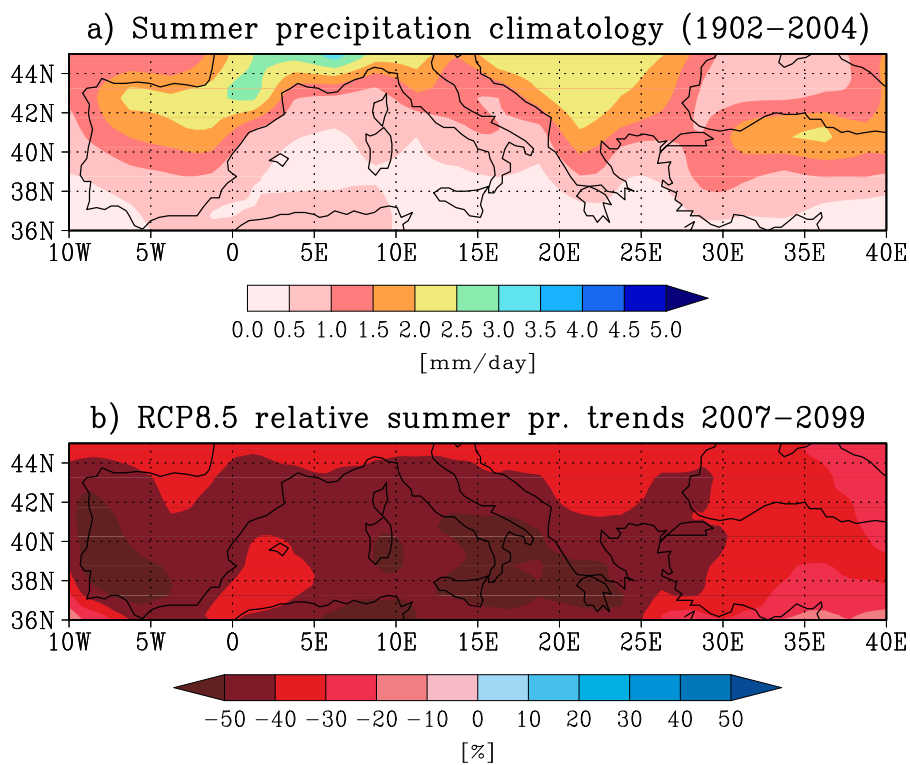 a) Summer precipitation climatology (1902−2004)
44N
42N
40N
38N
36N
10W 5W 0 5E 10E 15E 20E 25E 30E 35E 40E
0.0 0.5 1.0 1.5 2.0 2.5 3.0 3.5 4.0 4.5 5.0
[mm/day]
b) RCP8.5 relative summer pr. trends 2007−2099
44N
42N
40N
38N
36N
10W 5W 0 5E 10E 15E 20E 25E 30E 35E 40E
−50 −40 −30 −20 −10 0 10 20 30 40 50
[%]